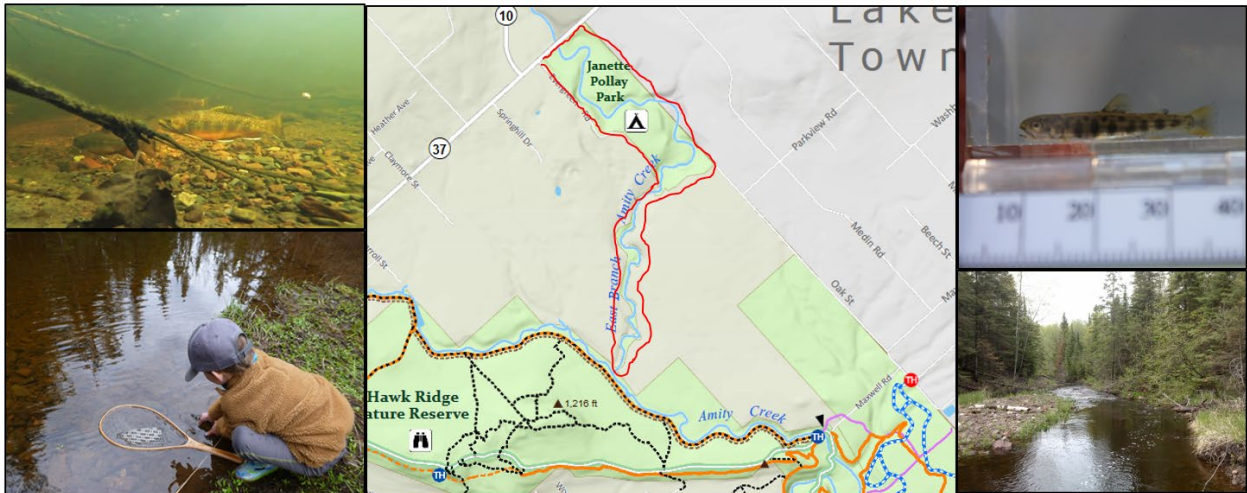 Lake
Town
10
Janette
Pollay
Park
Evergreen Rd
Heather Ave
Springhill Dr
37
Claymore St
Parkview Rd
Amity Creek
East Branch
Medin Rd
Beech St
Oak St
Maxwell Rd
TH
Hawk Ridge
ature Reserve
1,216 ft
Amity Creek
TH
TH
10
20
30
40